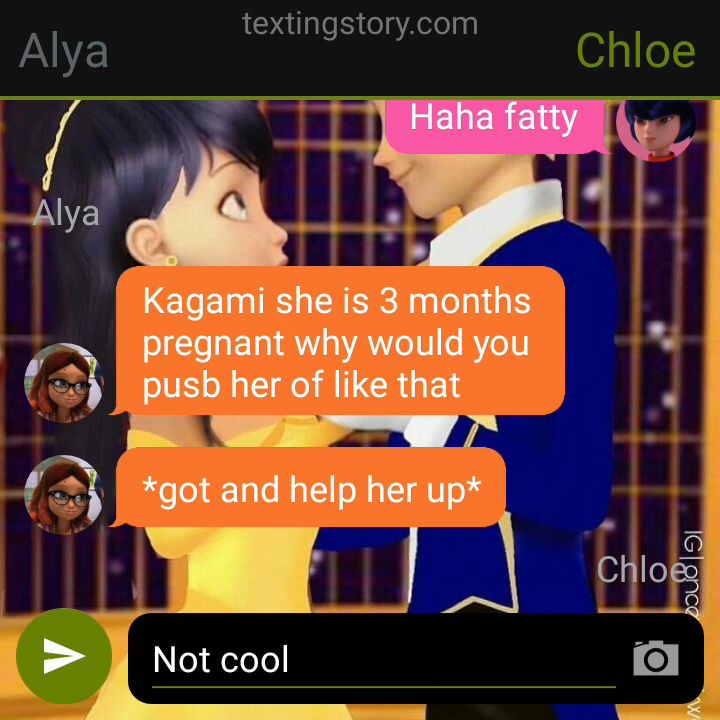 textingstory.com
Alya
Chloe
Haha fatty
Alya
Kagami she is 3 months
pregnant why would you
pusb her of like that
*got and help her up*
Chloe
Not cool